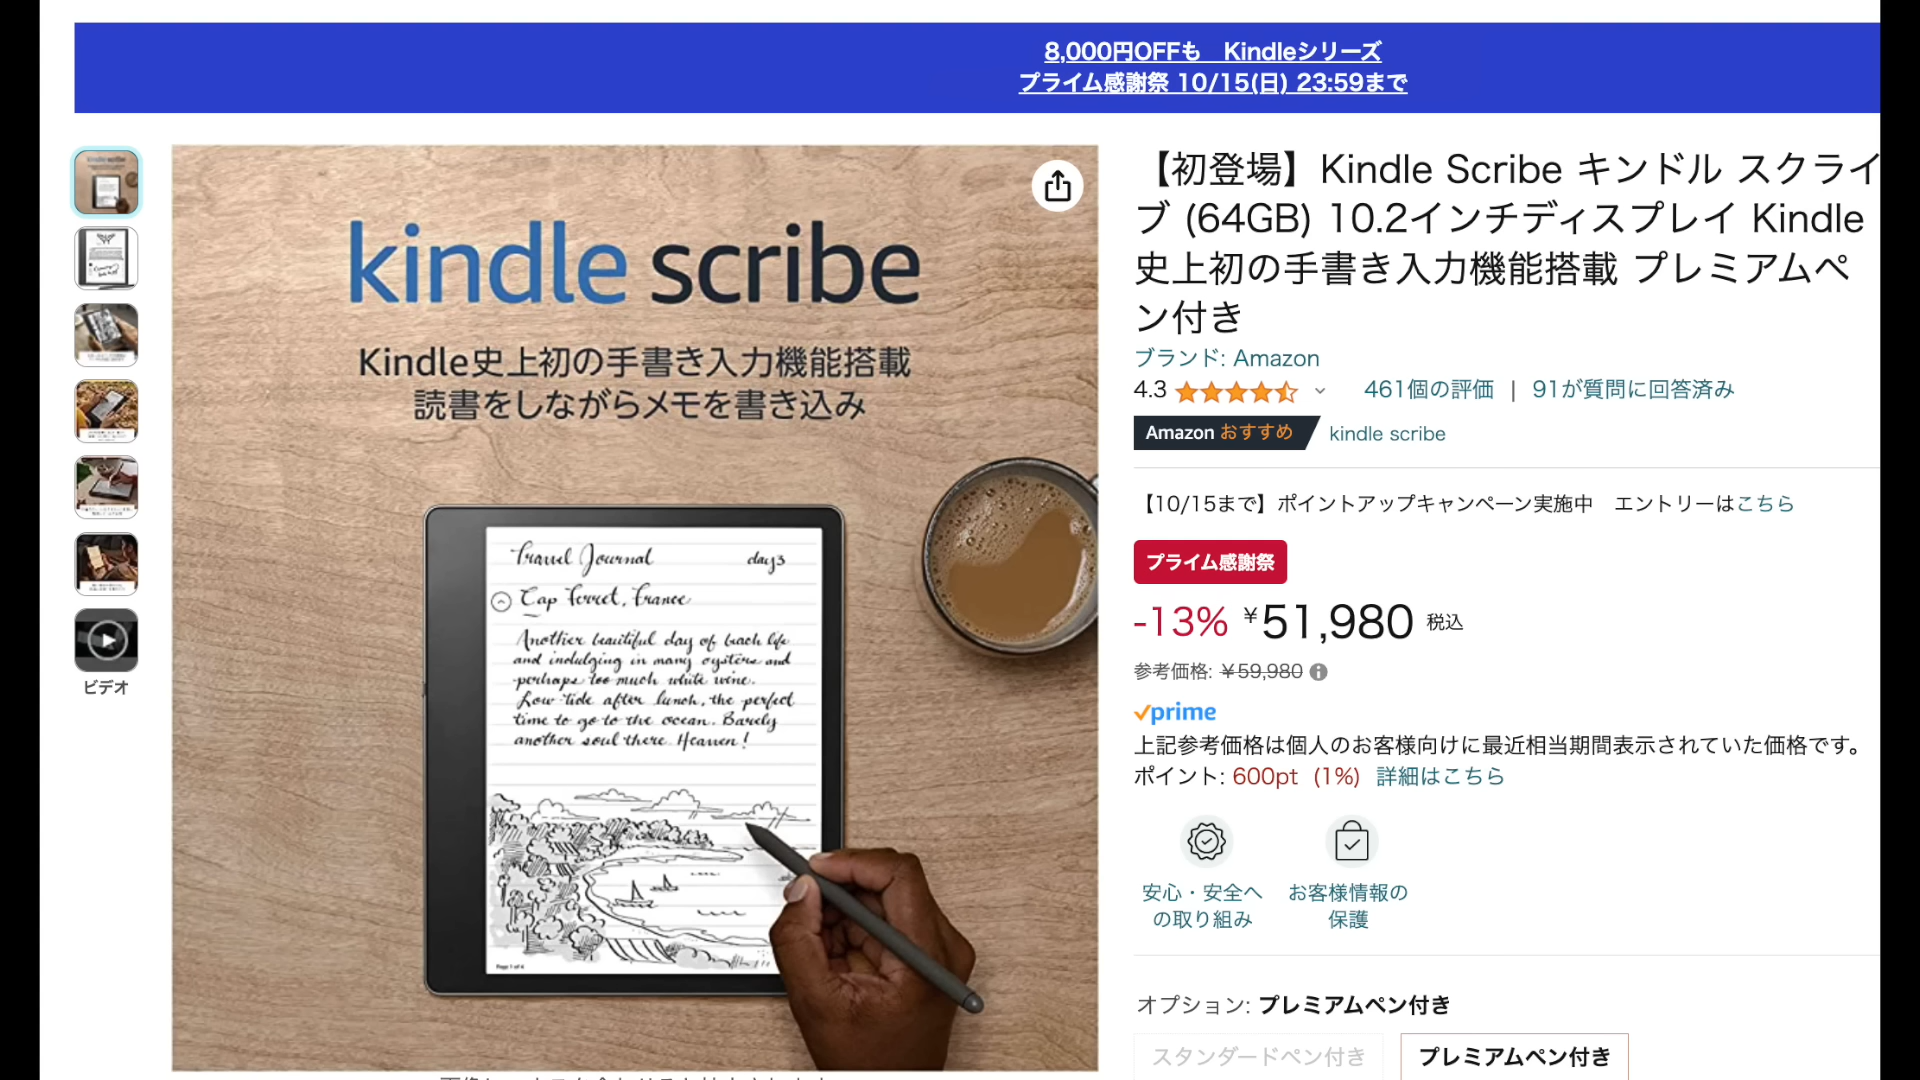 8,000円OFFも Kindleシリーズ
プライム感謝祭 10/15(日) 23:59まで
kindle scribe
Kindle史上初の手書き入力機能搭載
読書をしながらメモを書き込み
Travel Journal day3
Cap Ferret, France
Another beautiful day of beach life
and indulging in many oysters and
perhaps too much white wine.
Low tide after lunch, the perfect
time to go to the ocean. Barely
another soul there. Heaven!
Page 1 of 4
ビデオ
【初登場】Kindle Scribe キンドル スクライ
ブ (64GB) 10.2インチディスプレイ Kindle
史上初の手書き入力機能搭載 プレミアムペ
ン付き
ブランド: Amazon
4.3 461個の評価 | 91が質問に回答済み
Amazon おすすめ kindle scribe
【10/15まで】ポイントアップキャンペーン実施中 エントリーはこちら
プライム感謝祭
-13% ¥51,980 税込
参考価格: ¥59,980
prime
上記参考価格は個人のお客様向けに最近相当期間表示されていた価格です。
ポイント: 600pt (1%) 詳細はこちら
安心・安全へ
の取り組み
お客様情報の
保護
オプション: プレミアムペン付き
スタンダードペン付き プレミアムペン付き